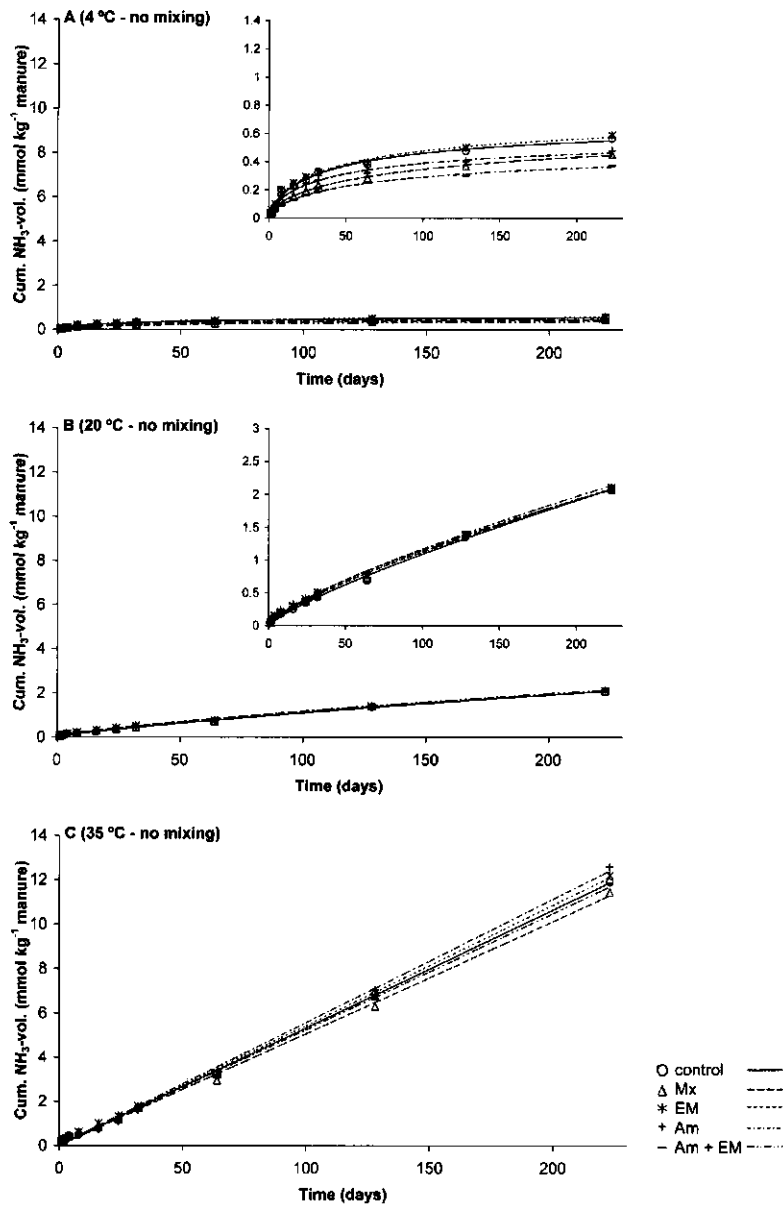 A (4 ºC - no mixing)
Cum. NH₃-vol. (mmol kg⁻¹ manure)
14
12
10
8
6
4
2
0
1.4
1.2
1
0.8
0.6
0.4
0.2
0
0 50 100 150 200
0 50 100 150 200
Time (days)
B (20 ºC - no mixing)
Cum. NH₃-vol. (mmol kg⁻¹ manure)
14
12
10
8
6
4
2
0
3
2.5
2
1.5
1
0.5
0
0 50 100 150 200
0 50 100 150 200
Time (days)
C (35 ºC - no mixing)
Cum. NH₃-vol. (mmol kg⁻¹ manure)
14
12
10
8
6
4
2
0
0 50 100 150 200
Time (days)
control
Mx
EM
Am
Am + EM